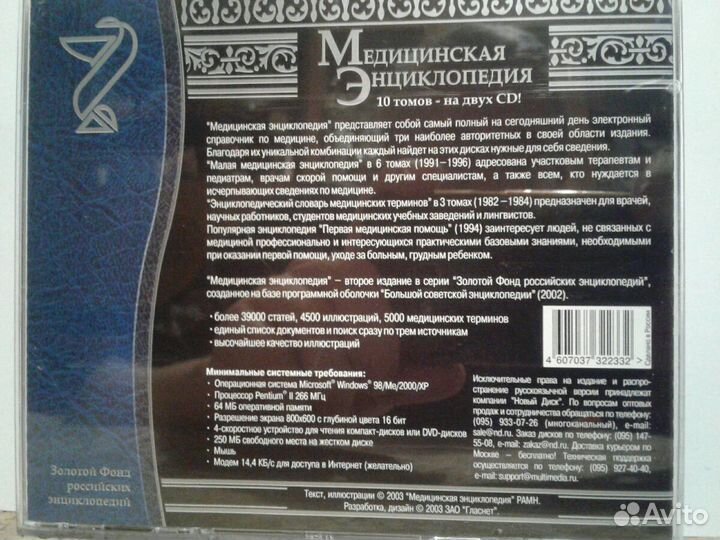 Медицинская
Энциклопедия
10 томов - на двух CD!
"Медицинская энциклопедия" представляет собой самый полный на сегодняшний день электронный
справочник по медицине, объединяющий три наиболее авторитетных в своей области издания.
Благодаря их уникальной комбинации каждый найдет на этих дисках нужные для себя сведения.
"Малая медицинская энциклопедия" в 6 томах (1991–1996) адресована участковым терапевтам и
педиатрам, врачам скорой помощи и другим специалистам, а также всем, кто нуждается в
исчерпывающих сведениях по медицине.
"Энциклопедический словарь медицинских терминов" в 3 томах (1982 –1984) предназначен для врачей,
научных работников, студентов медицинских учебных заведений и лингвистов.
Популярная энциклопедия "Первая медицинская помощь" (1994) заинтересует людей, не связанных с
медициной профессионально и интересующихся практическими базовыми знаниями, необходимыми
при оказании первой помощи, уходе за больным, грудным ребенком.
"Медицинская энциклопедия" – второе издание в серии "Золотой Фонд российских энциклопедий",
созданное на базе программной оболочки "Большой советской энциклопедии" (2002).
• более 39000 статей, 4500 иллюстраций, 5000 медицинских терминов
• единый список документов и поиск сразу по трем источникам
• высочайшее качество иллюстраций
4 607037 322332 >
Сделано в России
Минимальные системные требования:
• Операционная система Microsoft® Windows® 98/Me/2000/XP
• Процессор Pentium® II 266 МГц
• 64 МБ оперативной памяти
• Разрешение экрана 800x600 с глубиной цвета 16 бит
• 4-скоростное устройство для чтения компакт-дисков или DVD-дисков
• 250 МБ свободного места на жестком диске
• Мышь
• Модем 14,4 КБ/с для доступа в Интернет (желательно)
Исключительные права на издание и распро-
странение русскоязычной версии принадлежат
компании "Новый Диск". По вопросам оптовых
продаж и сотрудничества обращаться по телефону:
(095) 933-07-26 (многоканальный), e-mail:
sale@nd.ru. Заказ дисков по телефону: (095) 147-
55-08, e-mail: zakaz@nd.ru. Доставка курьером по
Москве - бесплатно! Техническая поддержка
осуществляется по телефону: (095) 927-40-40,
e-mail: support@multimedia.ru.
Золотой Фонд
российских
энциклопедий
Текст, иллюстрации © 2003 "Медицинская энциклопедия" РАМН.
Разработка, дизайн © 2003 ЗАО "Гласнет".
Avito